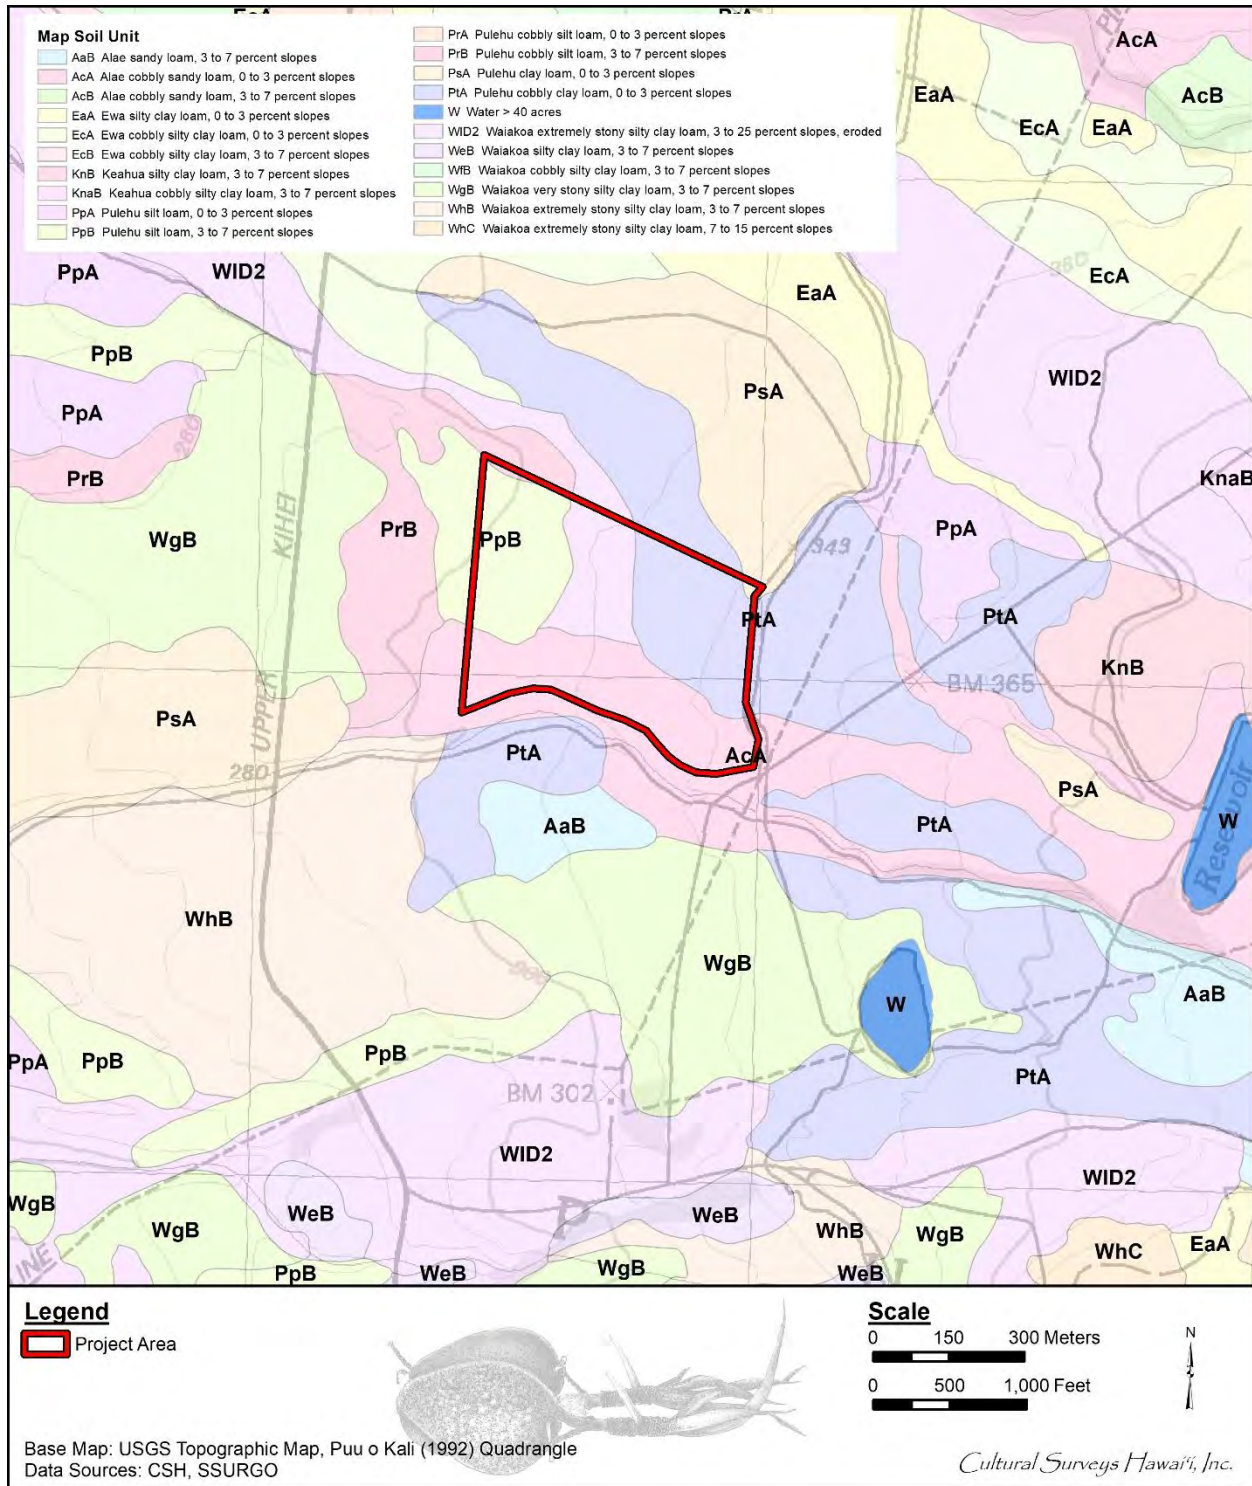 EaA
PrA
Map Soil Unit
AaB Alae sandy loam, 3 to 7 percent slopes
AcA Alae cobbly sandy loam, 0 to 3 percent slopes
AcB Alae cobbly sandy loam, 3 to 7 percent slopes
EaA Ewa silty clay loam, 0 to 3 percent slopes
EcA Ewa cobbly silty clay loam, 0 to 3 percent slopes
EcB Ewa cobbly silty clay loam, 3 to 7 percent slopes
KnB Keahua silty clay loam, 3 to 7 percent slopes
KnaB Keahua cobbly silty clay loam, 3 to 7 percent slopes
PpA Pulehu silt loam, 0 to 3 percent slopes
PpB Pulehu silt loam, 3 to 7 percent slopes
PrA Pulehu cobbly silt loam, 0 to 3 percent slopes
PrB Pulehu cobbly silt loam, 3 to 7 percent slopes
PsA Pulehu clay loam, 0 to 3 percent slopes
PtA Pulehu cobbly clay loam, 0 to 3 percent slopes
W Water > 40 acres
WID2 Waiakoa extremely stony silty clay loam, 3 to 25 percent slopes, eroded
WeB Waiakoa silty clay loam, 3 to 7 percent slopes
WfB Waiakoa cobbly silty clay loam, 3 to 7 percent slopes
WgB Waiakoa very stony silty clay loam, 3 to 7 percent slopes
WhB Waiakoa extremely stony silty clay loam, 3 to 7 percent slopes
WhC Waiakoa extremely stony silty clay loam, 7 to 15 percent slopes
AcA
EaA
AcB
EcA
EaA
PpA
WID2
380
EcA
EaA
PpB
WID2
PsA
PpA
280
PrB
KnaB
KIHEI
PrB
PpB
WgB
PpA
343
PtA
PtA
KnB
BM 365
PsA
UPPER
PtA
AcA
280
PsA
AaB
PtA
W
Reservoir
WhB
WgB
300
W
AaB
PpA
PpB
PpB
PtA
BM 302
WID2
WID2
WgB
WeB
WeB
WgB
WhB
WgB
WhC
EaA
LINE
PpB
WeB
WgB
WeB
Legend
Project Area
Scale
0 150 300 Meters
0 500 1,000 Feet
N
Base Map: USGS Topographic Map, Puu o Kali (1992) Quadrangle
Data Sources: CSH, SSURGO
Cultural Surveys Hawai'i, Inc.